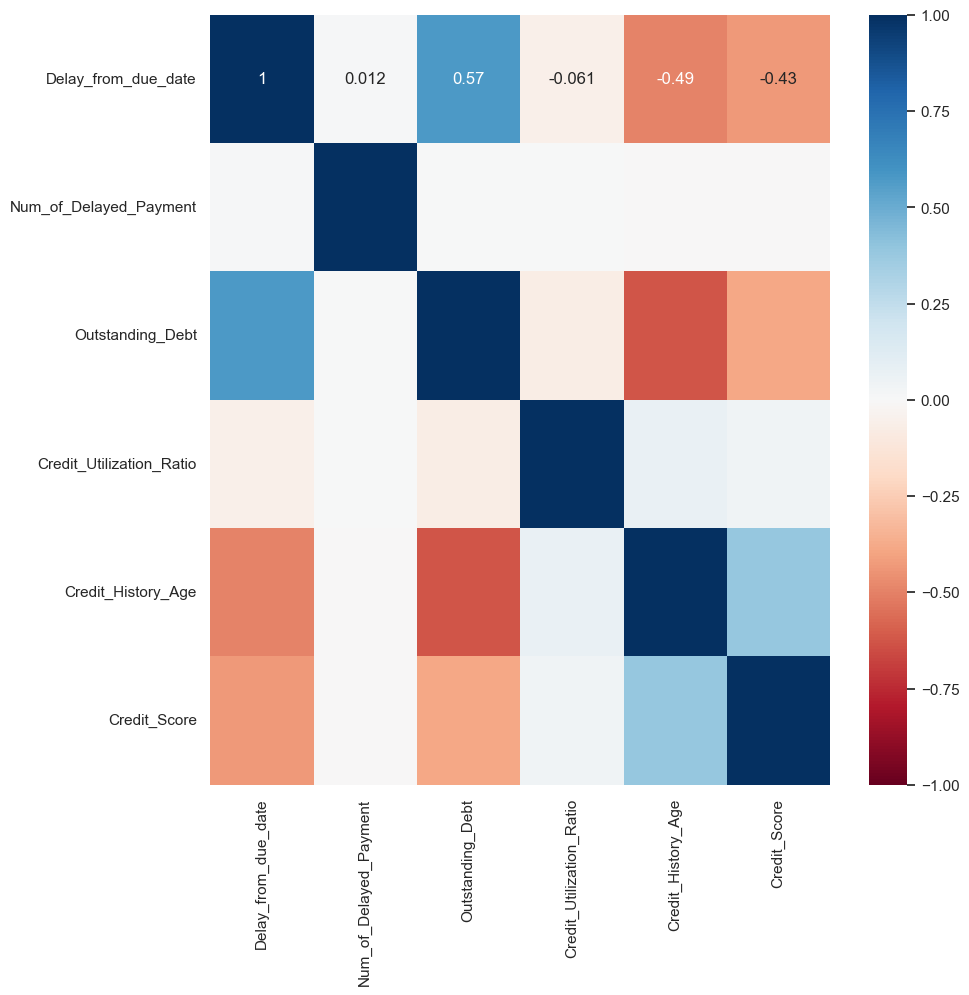 Delay_from_due_date
1 0.012 0.57 -0.061 -0.49 -0.43
Num_of_Delayed_Payment
Outstanding_Debt
Credit_Utilization_Ratio
Credit_History_Age
Credit_Score
Delay_from_due_date
Num_of_Delayed_Payment
Outstanding_Debt
Credit_Utilization_Ratio
Credit_History_Age
Credit_Score
1.00
0.75
0.50
0.25
0.00
−0.25
−0.50
−0.75
−1.00